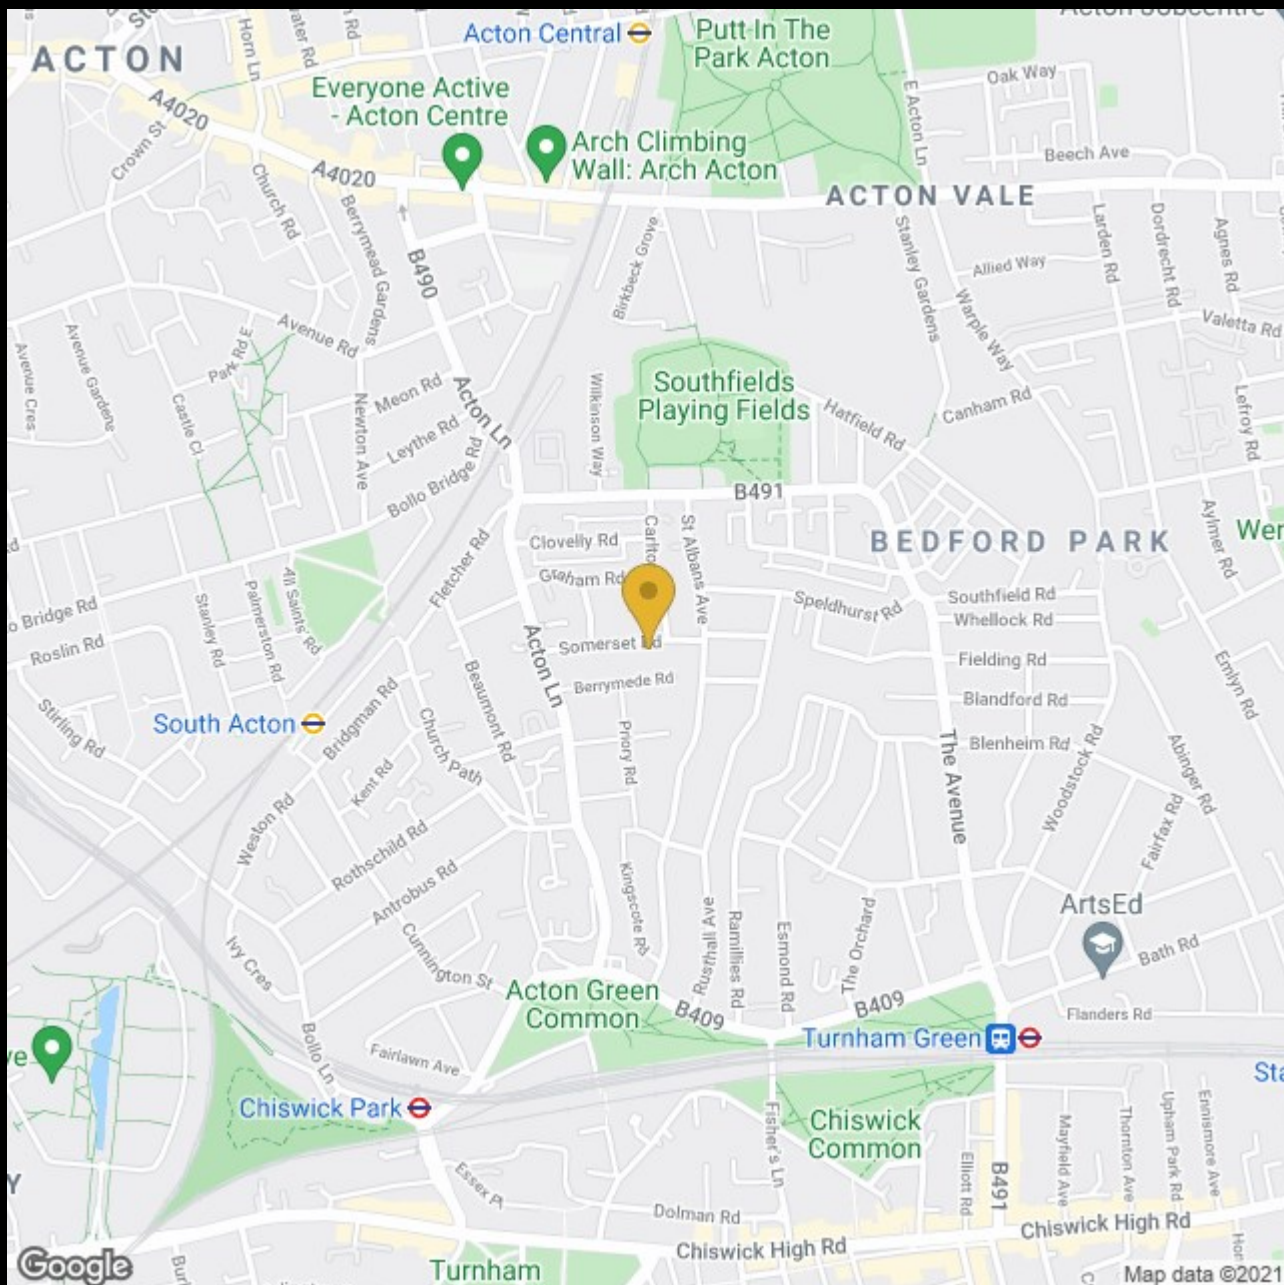 Acton Central
ACTON
Putt In The
Park Acton
Acton Jobcentre
Horn Ln
Oak Way
E Acton Ln
Everyone Active
- Acton Centre
A4020
Crown St
Arch Climbing
Wall: Arch Acton
Beech Ave
A4020
ACTON VALE
Church Rd
Berrymead Gardens
Birkbeck Grove
Stanley Gardens
Larden Rd
Dordrecht Rd
Agnes Rd
B490
Allied Way
Warple Way
Valetta Rd
Avenue Rd
Avenue Cres
Avenue Gardens
Park Rd E
Castle Cl
Newton Ave
Meon Rd
Leythe Rd
Acton Ln
Wilkinson Way
Southfields
Playing Fields
Hatfield Rd
Canham Rd
Lefroy Rd
Bollo Bridge Rd
B491
Clovelly Rd
St Albans Ave
BEDFORD PARK
Aylmer Rd
Fletcher Rd
Graham Rd
Speldhurst Rd
Southfield Rd
Whellock Rd
o Bridge Rd
Roslin Rd
Stanley Rd
Palmerston Rd
All Saints' Rd
Acton Ln
Somerset Rd
Fielding Rd
Emlyn Rd
Berrymede Rd
Blandford Rd
South Acton
Stirling Rd
Bridgman Rd
Beaumont Rd
Church Path
Priory Rd
The Avenue
Blenheim Rd
Woodstock Rd
Abinger Rd
Kent Rd
Weston Rd
Rothschild Rd
Fairfax Rd
Antrobus Rd
Kingscote Rd
Rusthall Ave
Ramillies Rd
Esmond Rd
The Orchard
ArtsEd
Bath Rd
Ivy Cres
Cunnington St
Acton Green
Common
B409
B409
Flanders Rd
Turnham Green
Bollo Ln
Fairlawn Ave
Chiswick Park
Fisher's Ln
Chiswick
Common
Mayfield Ave
Thornton Ave
Upham Park Rd
Ennismore Ave
Essex Pl
Elliott Rd
B491
Dolman Rd
Chiswick High Rd
Chiswick High Rd
Turnham
Google
Map data ©2021